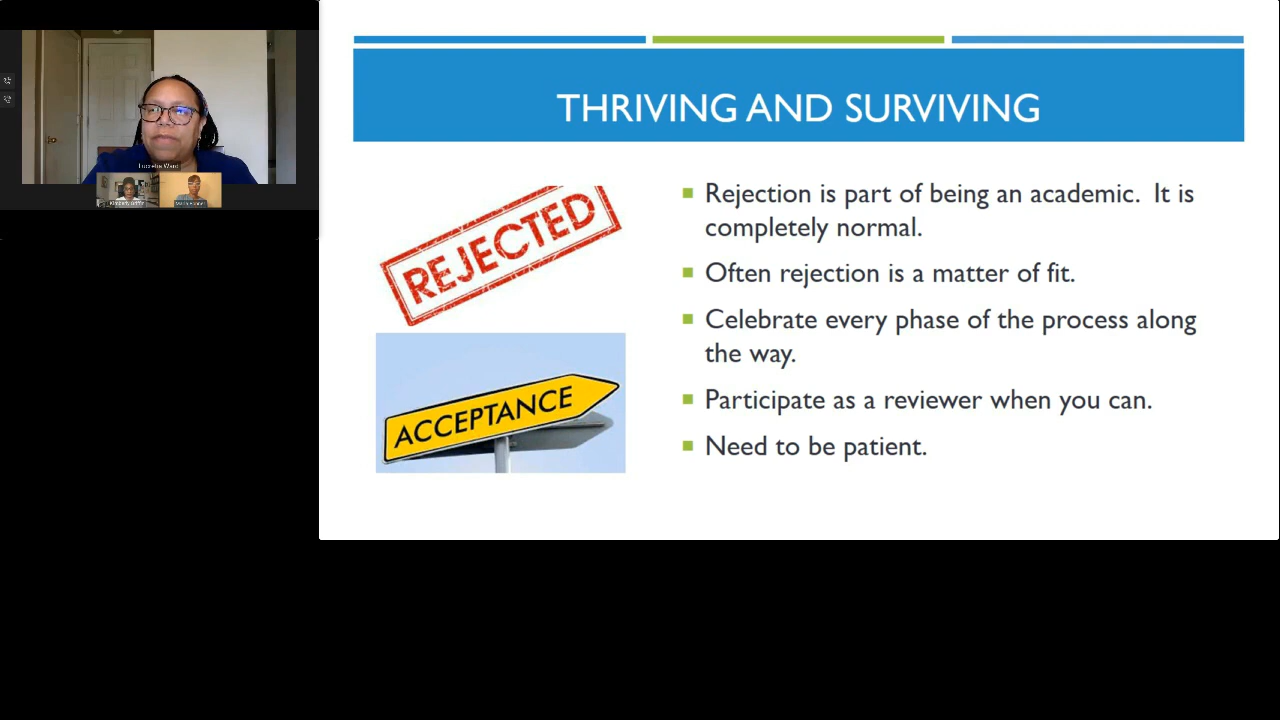 Lucretia Ward
THRIVING AND SURVIVING
REJECTED
ACCEPTANCE
Rejection is part of being an academic.  It is
completely normal.
Often rejection is a matter of fit.
Celebrate every phase of the process along
the way.
Participate as a reviewer when you can.
Need to be patient.